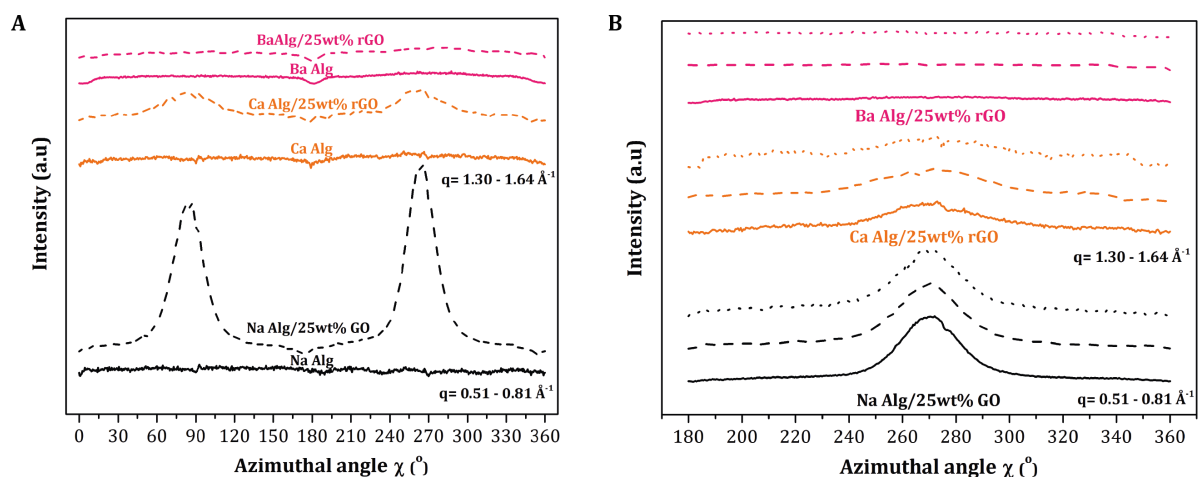 A
BaAlg/25wt% rGO
Ba Alg
Ca Alg/25wt% rGO
Ca Alg
q= 1.30 - 1.64 Å-1
Na Alg/25wt% GO
Na Alg
q= 0.51 - 0.81 Å-1
Intensity (a.u)
0 30 60 90 120 150 180 210 240 270 300 330 360
Azimuthal angle χ (o)
B
Ba Alg/25wt% rGO
Ca Alg/25wt% rGO
q= 1.30 - 1.64 Å-1
Na Alg/25wt% GO
q= 0.51 - 0.81 Å-1
Intensity (a.u)
180 200 220 240 260 280 300 320 340 360
Azimuthal angle χ (o)